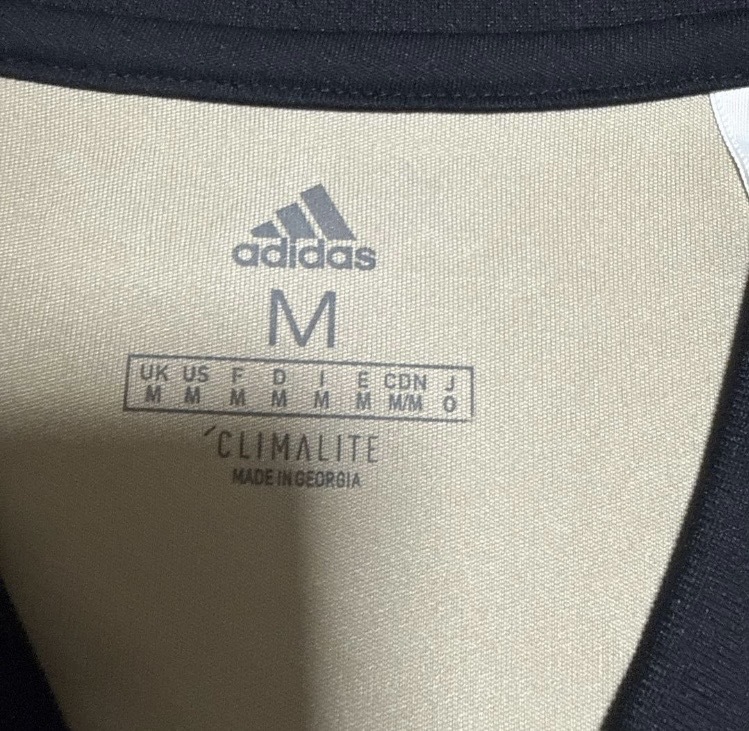 adidas
M
UK US F D I E CDN J
M M M M M M M/M O
CLIMALITE
MADE IN GEORGIA